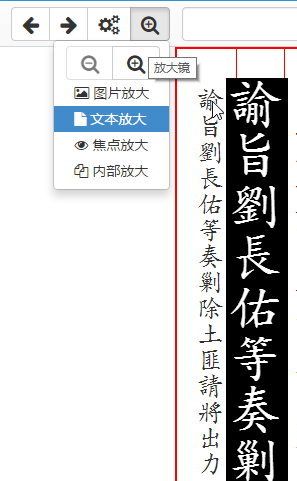 放大镜
图片放大
文本放大
焦点放大
内部放大
諭旨劉長佑等奏剿
諭旨劉長佑等奏剿除土匪請將出力